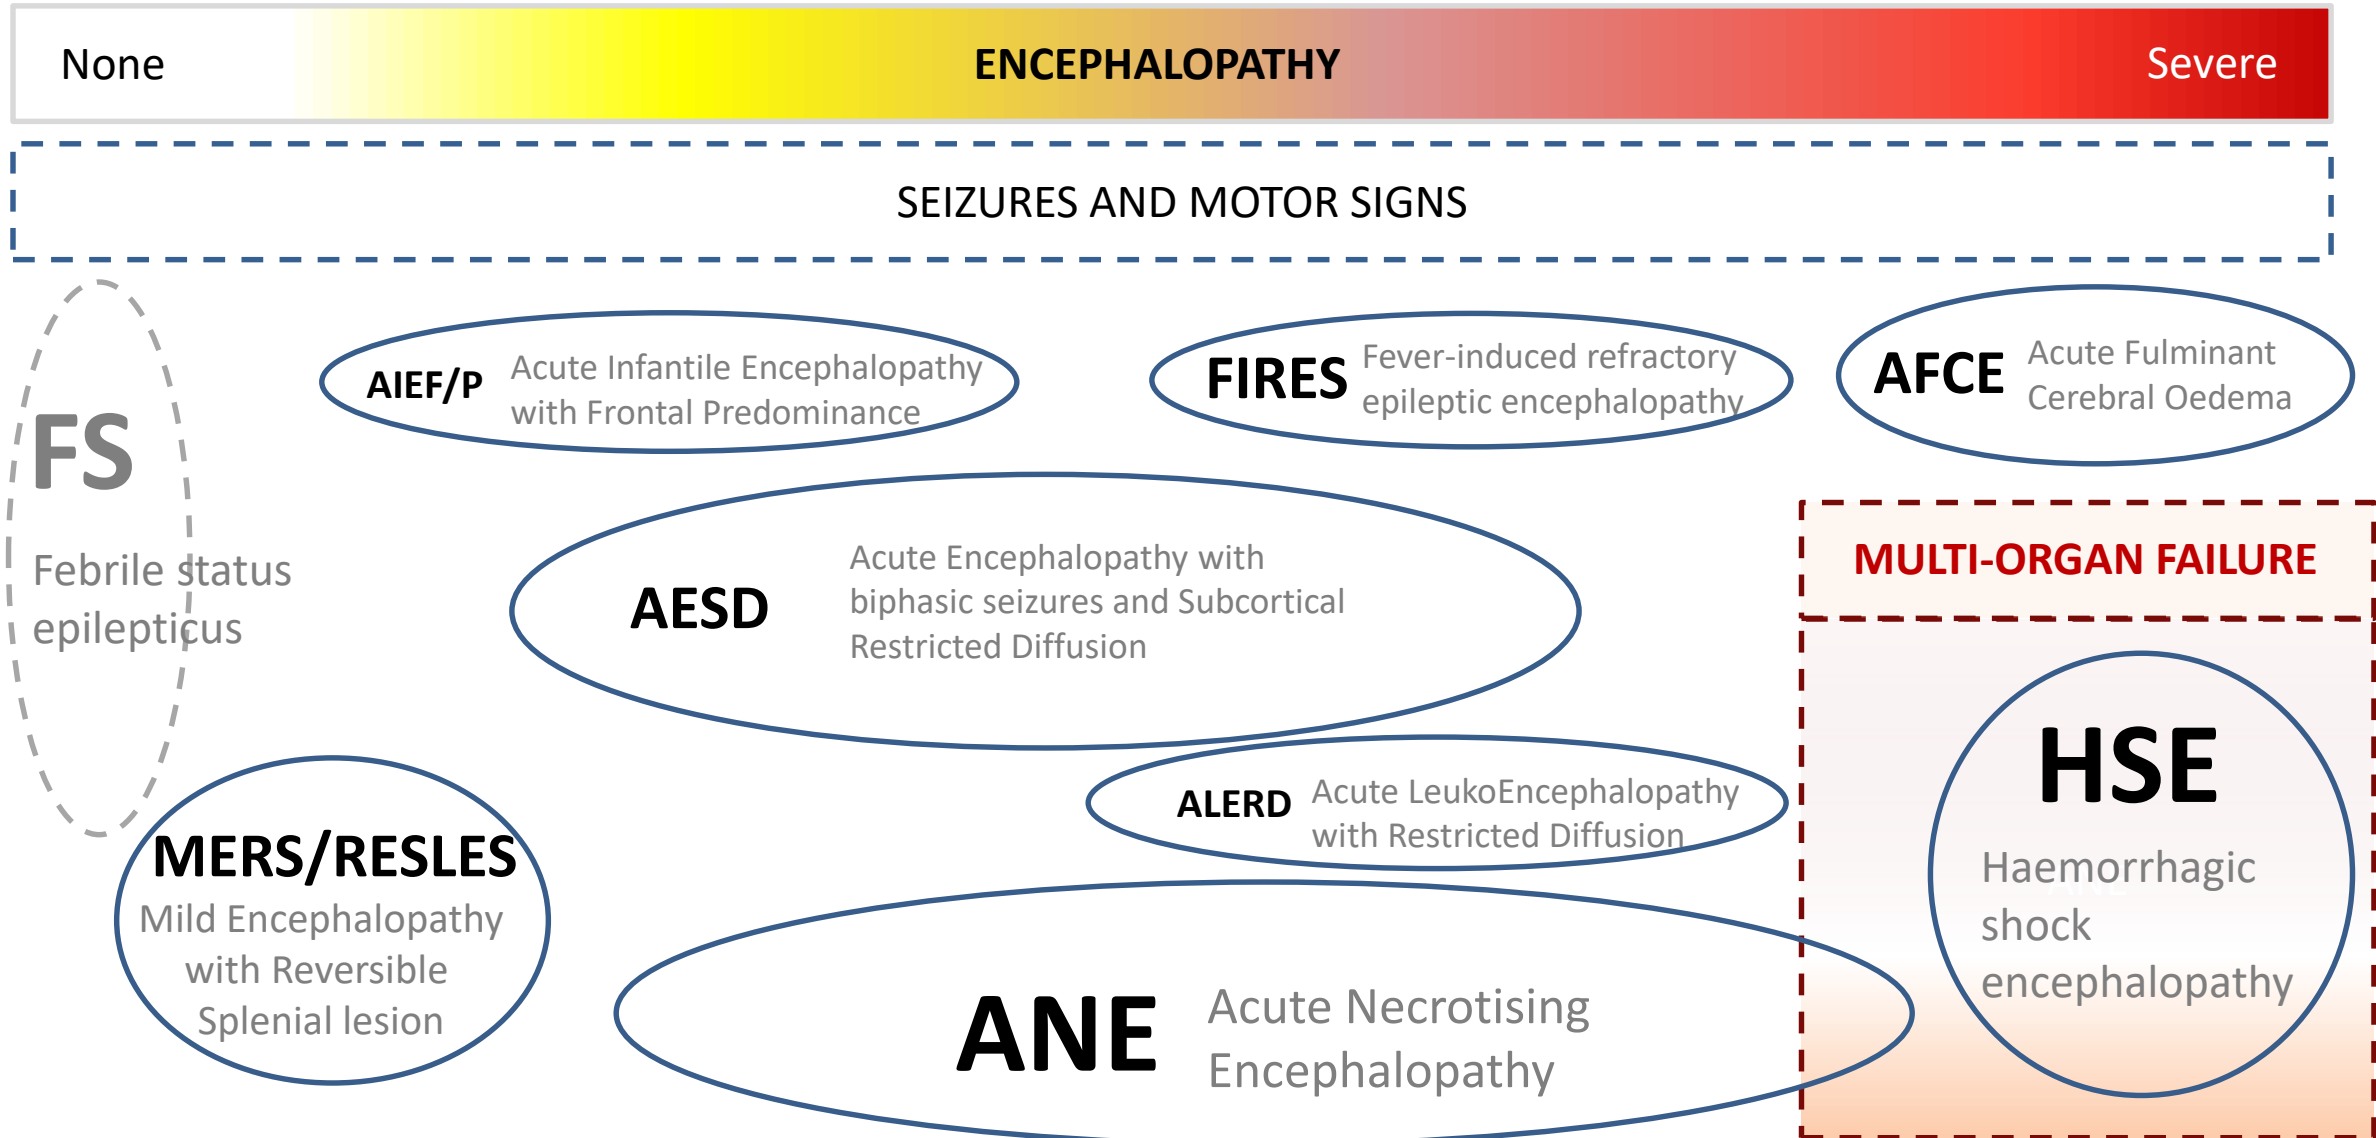 None
ENCEPHALOPATHY
Severe
SEIZURES AND MOTOR SIGNS
FS
Febrile status
epilepticus
AIEF/P
Acute Infantile Encephalopathy
with Frontal Predominance
FIRES
Fever-induced refractory
epileptic encephalopathy
AFCE
Acute Fulminant
Cerebral Oedema
AESD
Acute Encephalopathy with
biphasic seizures and Subcortical
Restricted Diffusion
MULTI-ORGAN FAILURE
ALERD
Acute LeukoEncephalopathy
with Restricted Diffusion
HSE
Haemorrhagic
shock
encephalopathy
MERS/RESLES
Mild Encephalopathy
with Reversible
Splenial lesion
ANE
Acute Necrotising
Encephalopathy